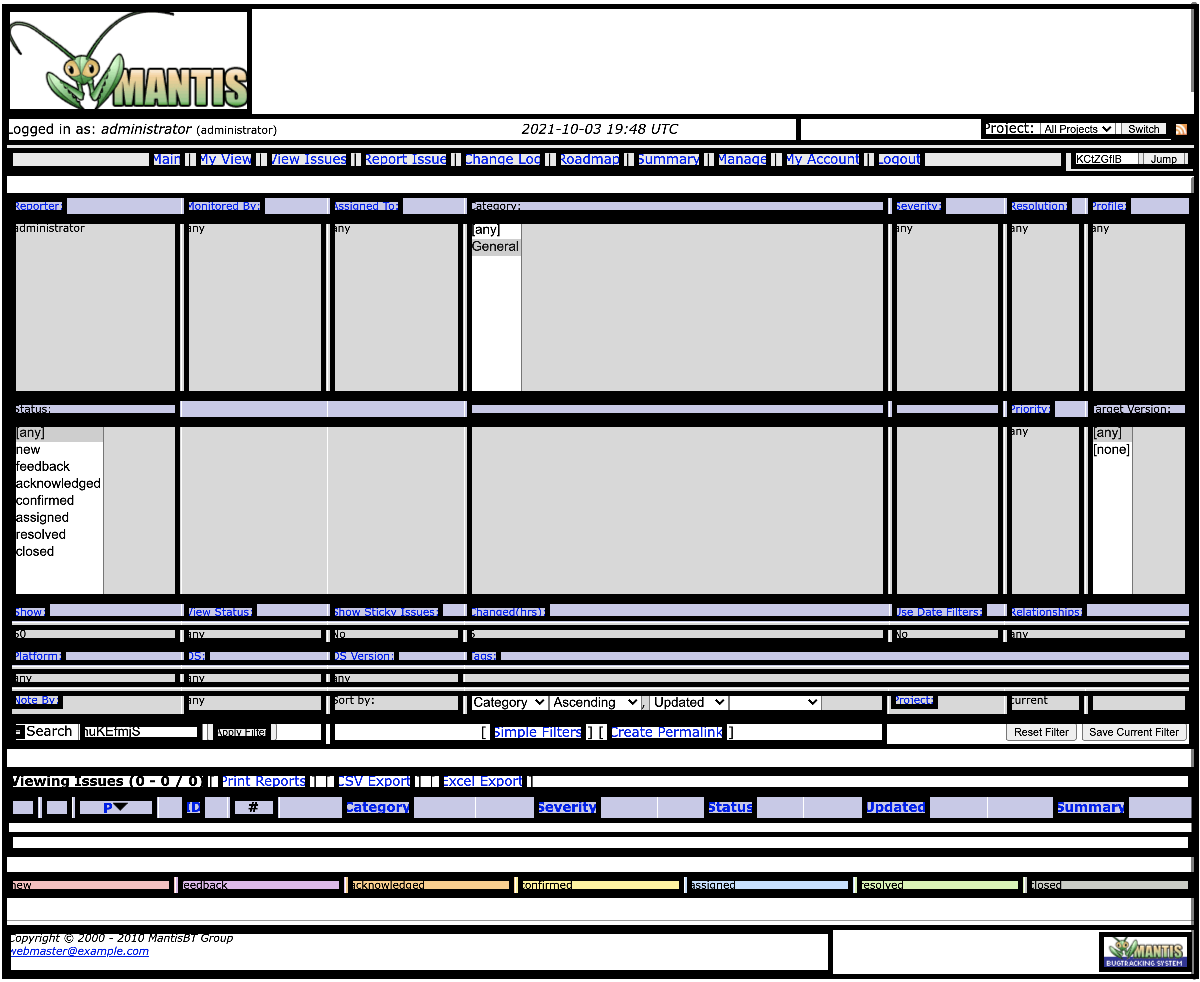 MANTIS
Logged in as: administrator (administrator) 2021-10-03 19:48 UTC Project: All Projects Switch
Main | My View | View Issues | Report Issue | Change Log | Roadmap | Summary | Manage | My Account | Logout KCtZGfIB Jump
Reporter: Monitored By: Assigned To: Category: Severity: Resolution: Profile:
administrator any any [any] any any any
General
Status: Priority: Target Version:
[any] any [any]
new [none]
feedback
acknowledged
confirmed
assigned
resolved
closed
Show: View Status: Show Sticky Issues: Changed(hrs): Use Date Filters: Relationships:
50 any No 6 No any
Platform: OS: OS Version: Tags:
any any any
Note By: any Sort by: Category Ascending , Updated Project: current
Search nuKEfmjS Apply Filter [ Simple Filters ] [ Create Permalink ] Reset Filter Save Current Filter
Viewing Issues (0 - 0 / 0) [ Print Reports ] [ CSV Export ] [ Excel Export ]
P ID # Category Severity Status Updated Summary
new feedback acknowledged confirmed assigned resolved closed
Copyright © 2000 - 2010 MantisBT Group
webmaster@example.com
MANTIS
BUGTRACKING SYSTEM